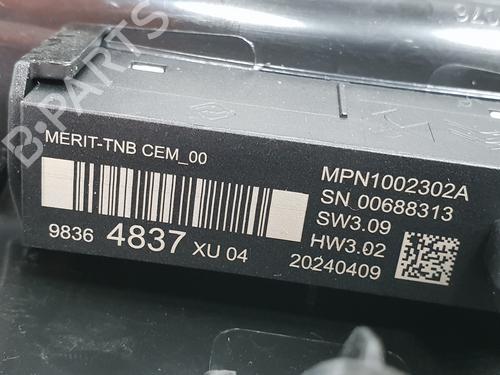 B-PARTS
MERIT-TNB CEM_00
MPN1002302A
SN_00688313
SW3.09
HW3.02
20240409
9836 4837 XU 04